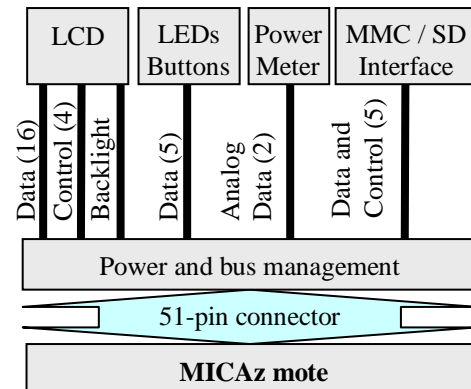 LCD
LEDs
Buttons
Power
Meter
MMC / SD
Interface
Data (16)
Control (4)
Backlight
Data (5)
Analog
Data (2)
Data and
Control (5)
Power and bus management
51-pin connector
MICAz mote